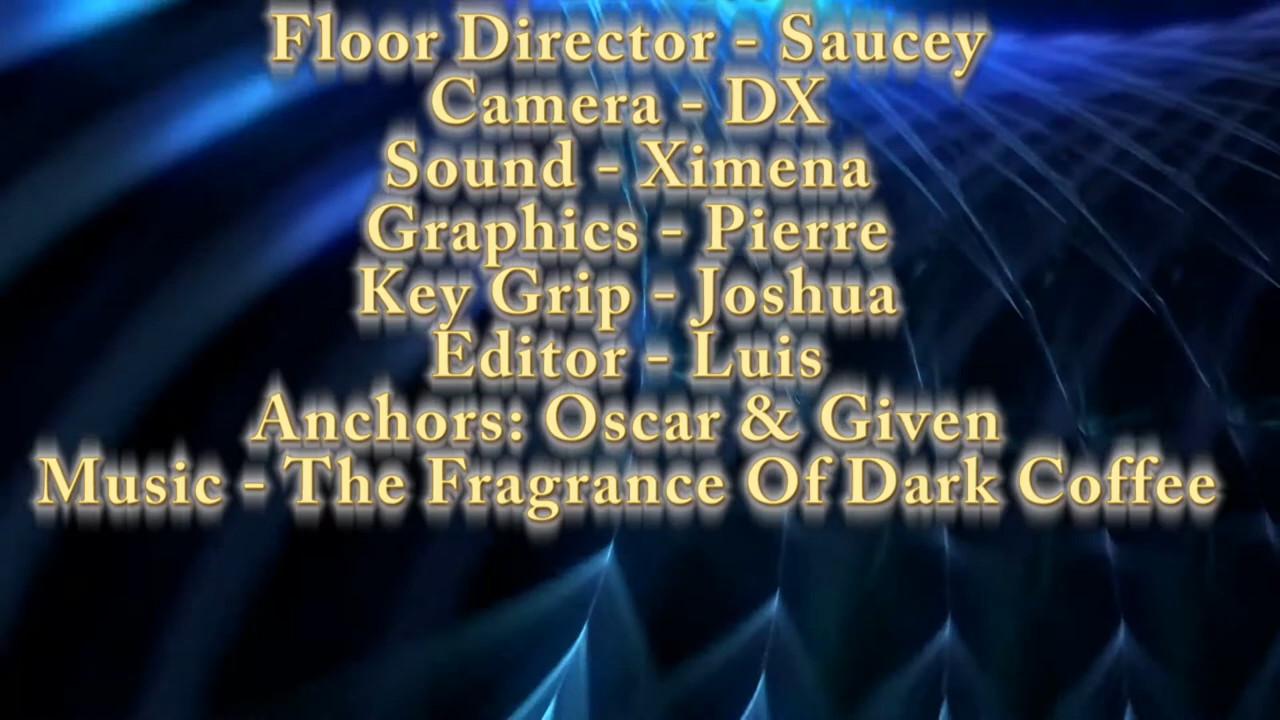 Floor Director - Saucey
Camera - DX
Sound - Ximena
Graphics - Pierre
Key Grip - Joshua
Editor - Luis
Anchors: Oscar & Given
Music - The Fragrance Of Dark Coffee